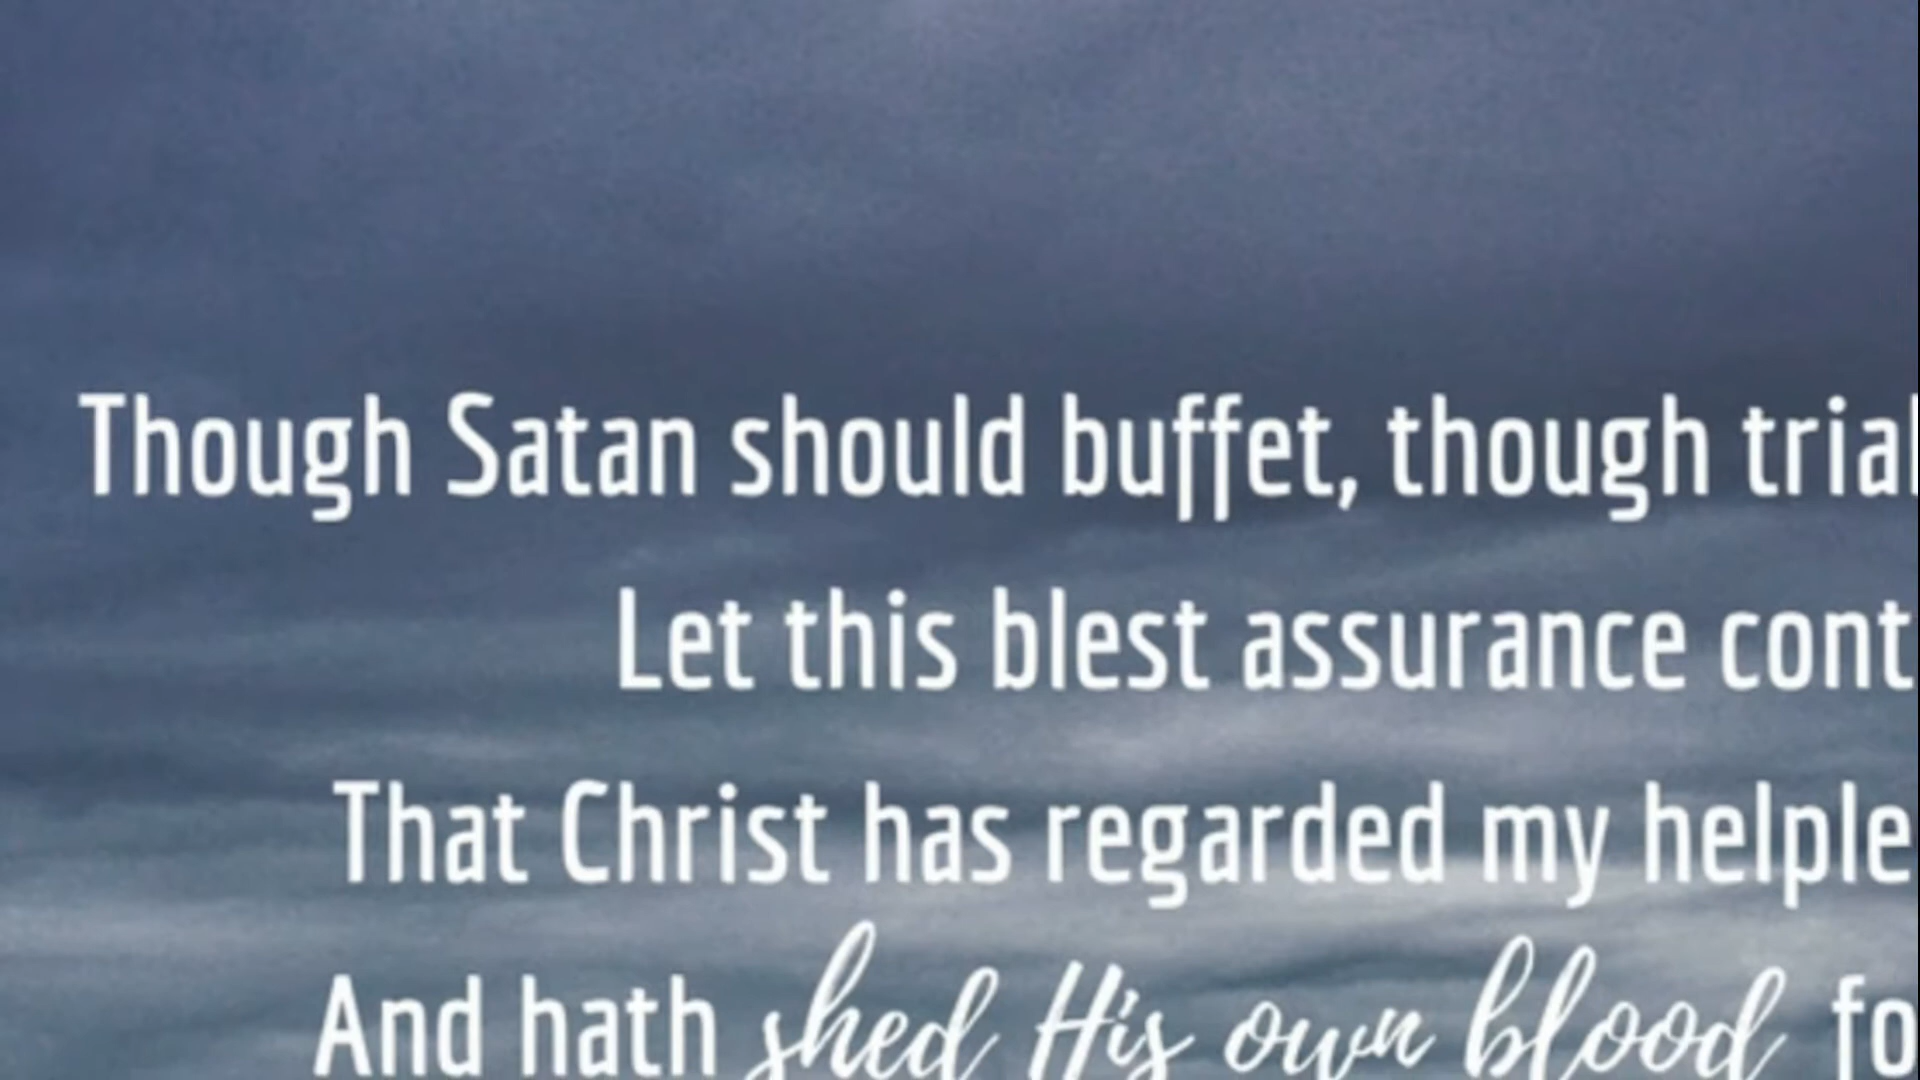 Though Satan should buffet, though trial
Let this blest assurance cont
That Christ has regarded my helple
And hath shed His own blood fo